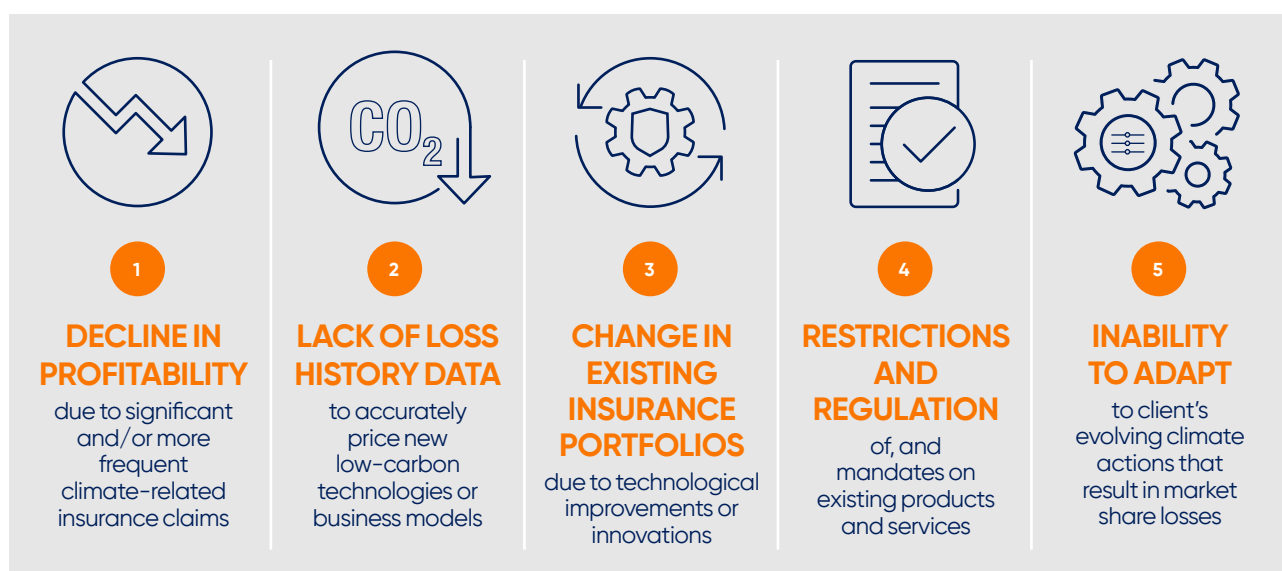 CO2
1
DECLINE IN
PROFITABILITY
due to significant
and/or more
frequent
climate-related
insurance claims
2
LACK OF LOSS
HISTORY DATA
to accurately
price new
low-carbon
technologies or
business models
3
CHANGE IN
EXISTING
INSURANCE
PORTFOLIOS
due to technological
improvements or
innovations
4
RESTRICTIONS
AND
REGULATION
of, and
mandates on
existing products
and services
5
INABILITY
TO ADAPT
to client's
evolving climate
actions that
result in market
share losses